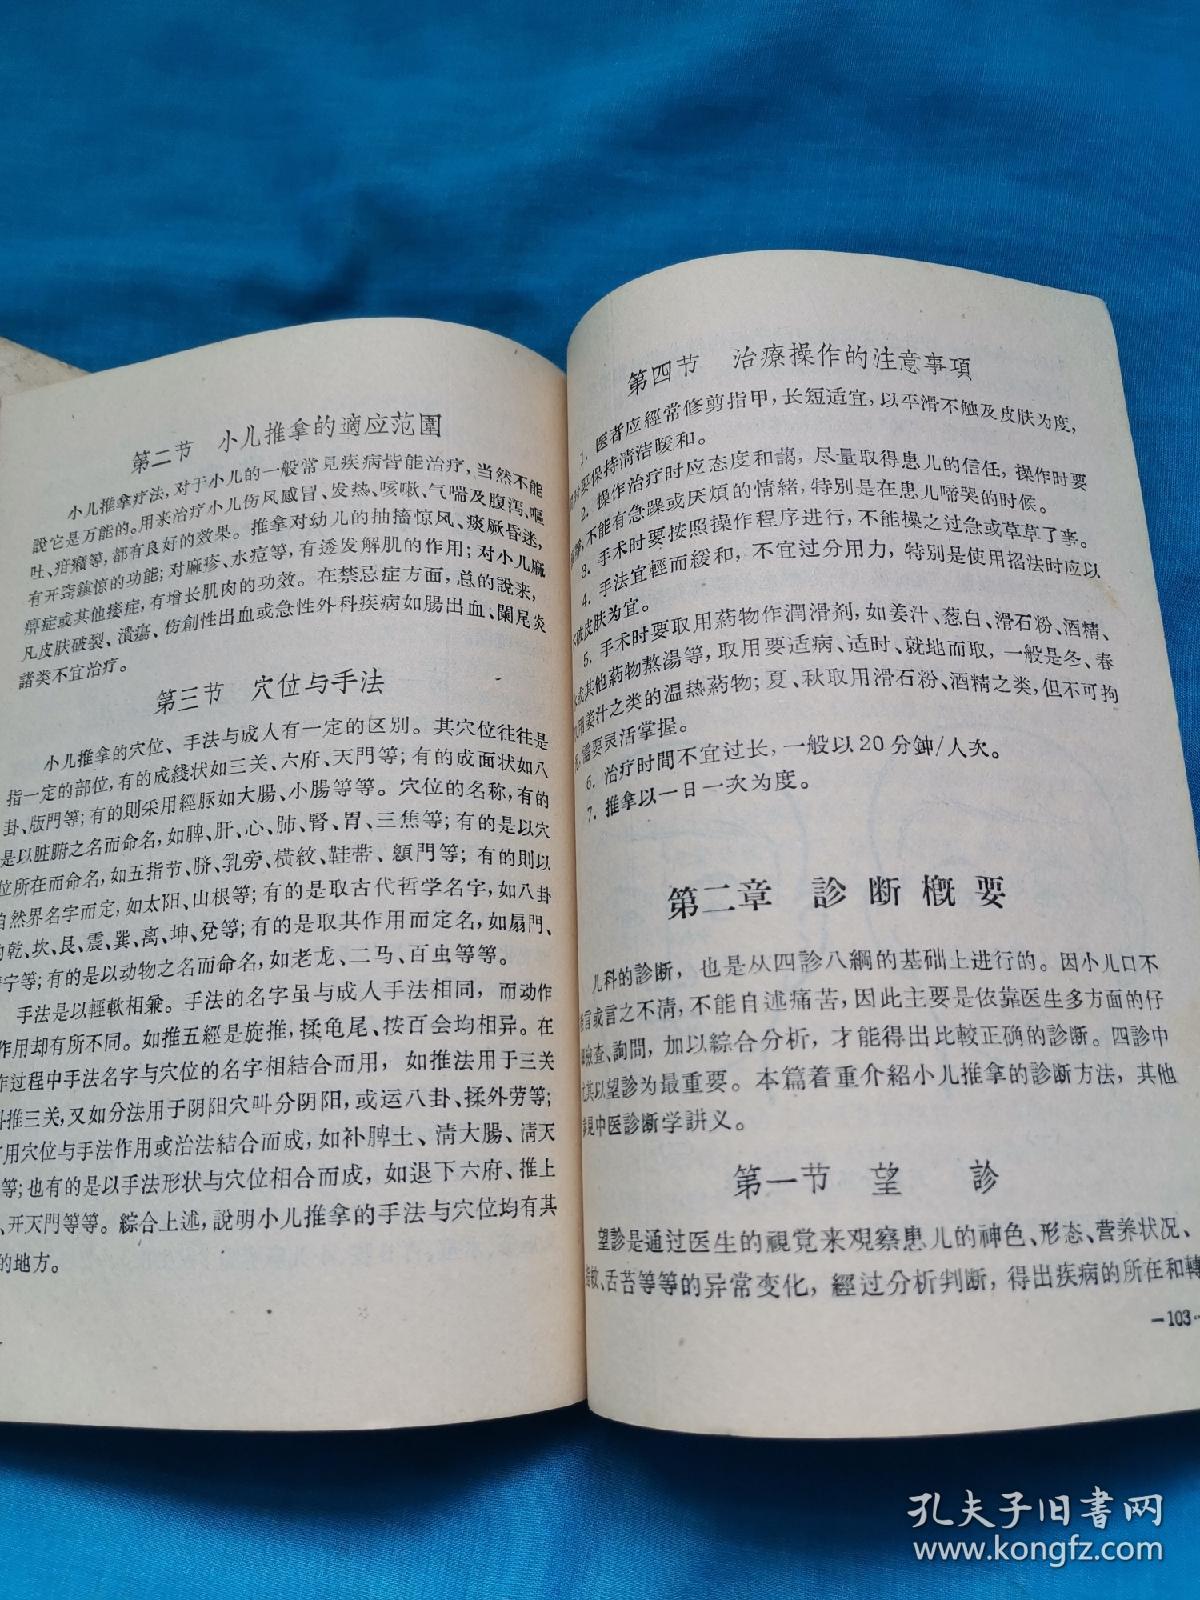 第二节 小儿推拿的適应范圍
小儿推拿疗法,对于小儿的一般常見疾病皆能治疗,当然不能
說它是万能的。用来治疗小儿伤风感冒、发热、咳嗽、气喘及腹泻、嘔
吐、疳癪等,都有良好的效果。推拿对幼儿的抽搐惊风、痰厥昏迷,
有开窍鎮惊的功能;对麻疹、水痘等,有透发解肌的作用;对小儿麻
痹症或其他痿症,有增长肌肉的功效。在禁忌症方面,总的說来,
凡皮肤破裂、潰瘍、伤創性出血或急性外科疾病如腸出血、闌尾炎
諸类不宜治疗。
第三节 穴位与手法
小儿推拿的穴位、手法与成人有一定的区别。其穴位往往是
指一定的部位,有的成綫状如三关、六府、天門等;有的成面状如八
卦、版門等;有的則采用經脉如大腸、小腸等等。穴位的名称,有的
是以脏腑之名而命名,如脾、肝、心、肺、腎、胃、三焦等;有的是以穴
位所在而命名,如五指节、脐、乳旁、橫紋、鞋带、顖門等;有的則以
自然界名字而定,如太阳、山根等;有的是取古代哲学名字,如八卦
的乾、坎、艮、震、巽、离、坤、兌等;有的是取其作用而定名,如扇門、
宁等;有的是以动物之名而命名,如老龙、二马、百虫等等。
手法是以輕軟相兼。手法的名字虽与成人手法相同,而动作
作用却有所不同。如推五經是旋推,揉龟尾、按百会均相异。在
作过程中手法名字与穴位的名字相結合而用,如推法用于三关
叫推三关,又如分法用于阴阳穴叫分阴阳,或运八卦、揉外劳等;
用穴位与手法作用或治法結合而成,如补脾土、清大腸、清天
等;也有的是以手法形状与穴位相合而成,如退下六府、推上
、开天門等等。綜合上述,說明小儿推拿的手法与穴位均有其
的地方。
第四节 治療操作的注意事項
1. 医者应經常修剪指甲,长短适宜,以平滑不触及皮肤为度,
时要保持清洁暖和。
2. 操作治疗时应态度和藹,尽量取得患儿的信任,操作时要
不能有急躁或厌煩的情緒,特别是在患儿啼哭的时候。
3. 手术时要按照操作程序进行,不能操之过急或草草了事。
4. 手法宜輕而緩和,不宜过分用力,特别是使用掐法时应以
皮肤为宜。
5. 手术时要取用葯物作潤滑剂,如姜汁、葱白、滑石粉、酒精、
或其他葯物熬湯等,取用要适病、适时、就地而取,一般是冬、春
用姜汁之类的温热葯物;夏、秋取用滑石粉、酒精之类,但不可拘
需要灵活掌握。
6. 治疗时間不宜过长,一般以20分鈡/人次。
7. 推拿以一日一次为度。
第二章 診断概要
儿科的診断,也是从四診八綱的基础上进行的。因小儿口不
言或言之不清,不能自述痛苦,因此主要是依靠医生多方面的仔
檢查、詢問,加以綜合分析,才能得出比較正确的診断。四診中
尤其以望診为最重要。本篇着重介紹小儿推拿的診断方法,其他
見中医診断学講义。
第一节 望 診
望診是通过医生的視覚来观察患儿的神色、形态、营养状况、
指紋、舌苔等等的异常变化,經过分析判断,得出疾病的所在和轉
—103·
孔夫子旧书网
www.kongfz.com